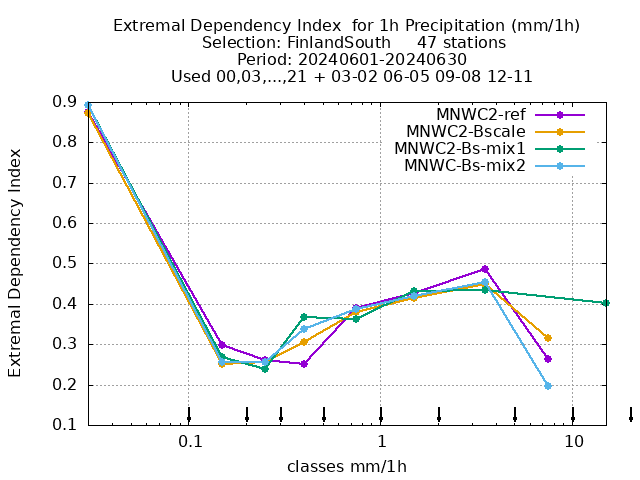 Extremal Dependency Index  for 1h Precipitation (mm/1h)
Selection: FinlandSouth     47 stations
Period: 20240601-20240630
Used 00,03,...,21 + 03-02 06-05 09-08 12-11
MNWC2-ref
MNWC2-Bscale
MNWC2-Bs-mix1
MNWC-Bs-mix2
0.9
0.8
0.7
0.6
0.5
0.4
0.3
0.2
0.1
Extremal Dependency Index
0.1 1 10
classes mm/1h